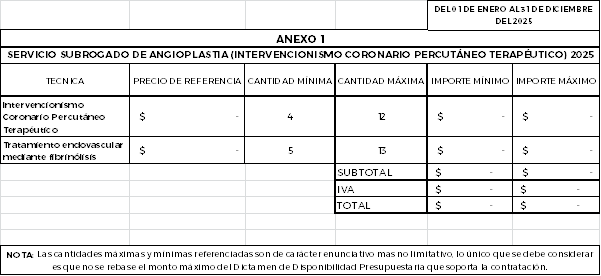 DEL 01 DE ENERO AL 31 DE DICIEMBRE
DEL 2025
ANEXO 1
SERVICIO SUBROGADO DE ANGIOPLASTIA (INTERVENCIONISMO CORONARIO PERCUTÁNEO TERAPÉUTICO) 2025
TECNICA PRECIO DE REFERENCIA CANTIDAD MÍNIMA CANTIDAD MÁXIMA IMPORTE MÍNIMO IMPORTE MÁXIMO
Intervencionismo
Coronario Percutáneo
Terapéutico
$ - 4 12 $ - $ -
Tratamiento endovascular
mediante fibrinólisis
$ - 5 13 $ - $ -
SUBTOTAL $ - $ -
IVA $ - $ -
TOTAL $ - $ -
NOTA: Las cantidades máximas y mínimas referenciadas son de carácter enunciativo mas no limitativo, lo único que se debe considerar
es que no se rebase el monto máximo del Dictamen de Disponibilidad Presupuestaria que soporta la contratación.